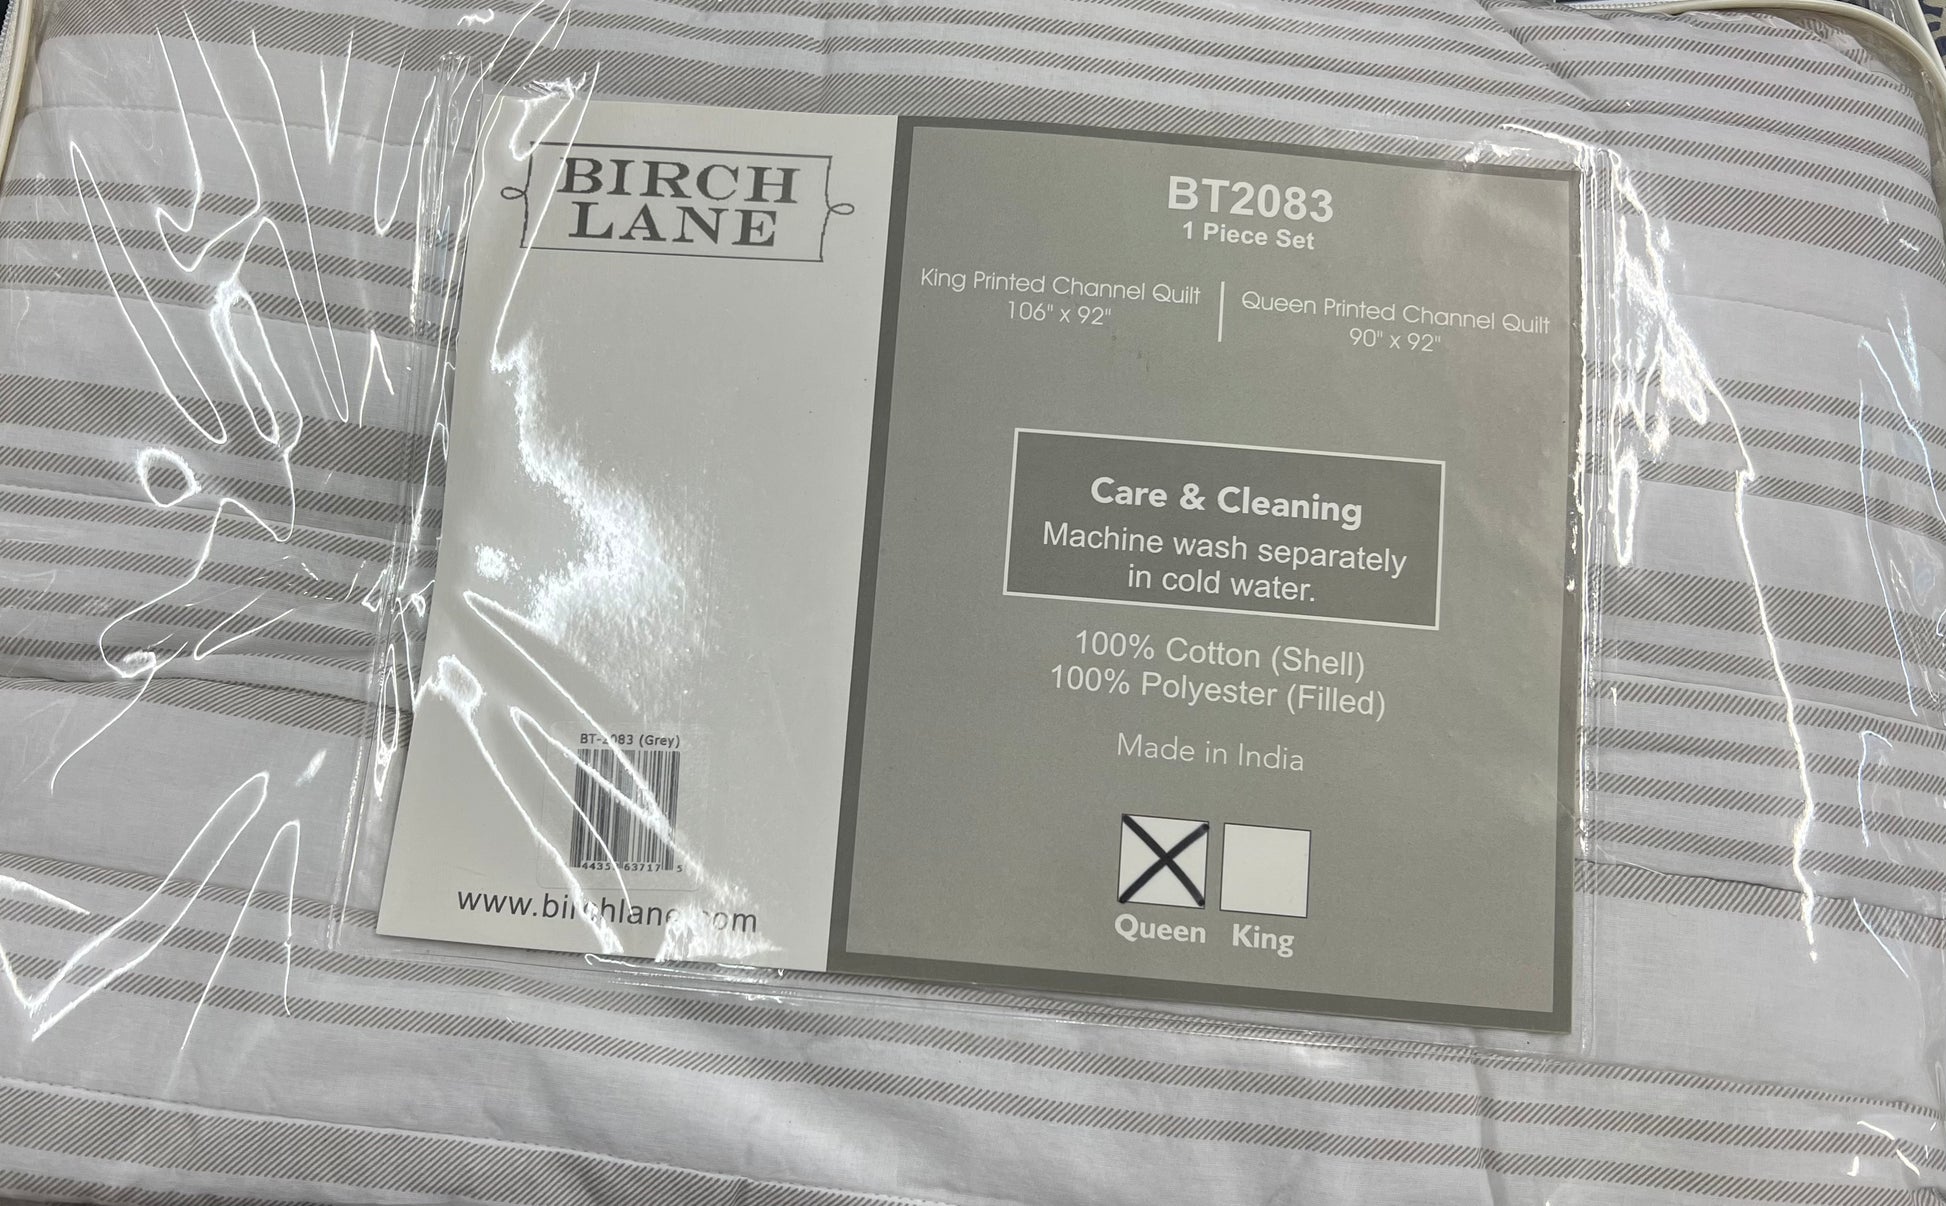 BIRCH
LANE
BT2083
1 Piece Set
King Printed Channel Quilt
106" x 92"
Queen Printed Channel Quilt
90" x 92"
Care & Cleaning
Machine wash separately
in cold water.
100% Cotton (Shell)
100% Polyester (Filled)
Made in India
Queen King
BT-2083 (Grey)
63717 5
www.birchlane.com